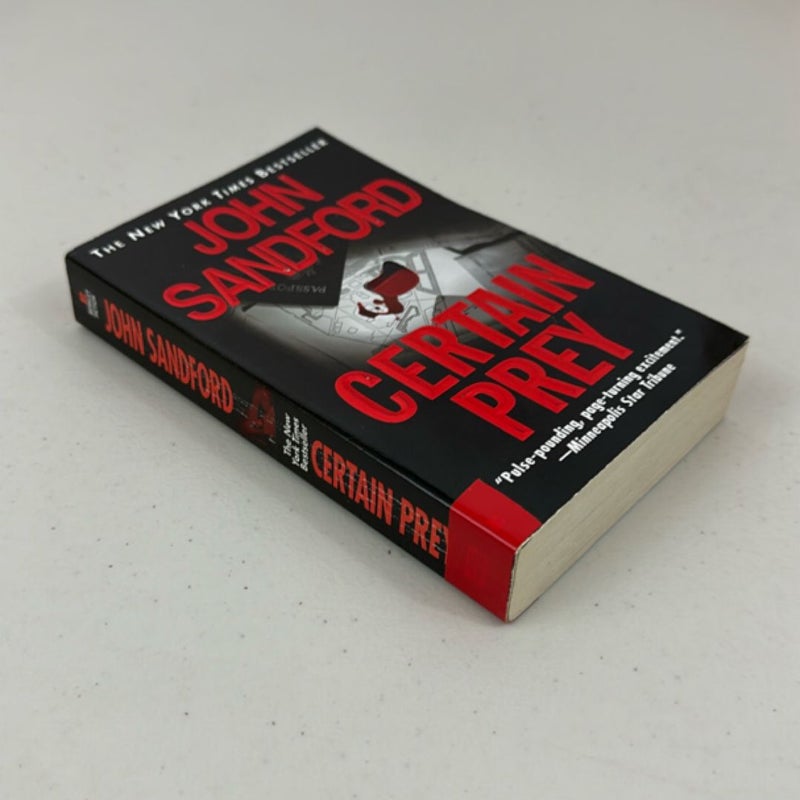 THE NEW YORK TIMES BESTSELLER
JOHN
SANDFORD
PASSPORT
CERTAIN
PREY
"Pulse-pounding, page-turning excitement."
—Minneapolis Star Tribune
JOHN SANDFORD
The New
York Times
Bestseller
CERTAIN PREY